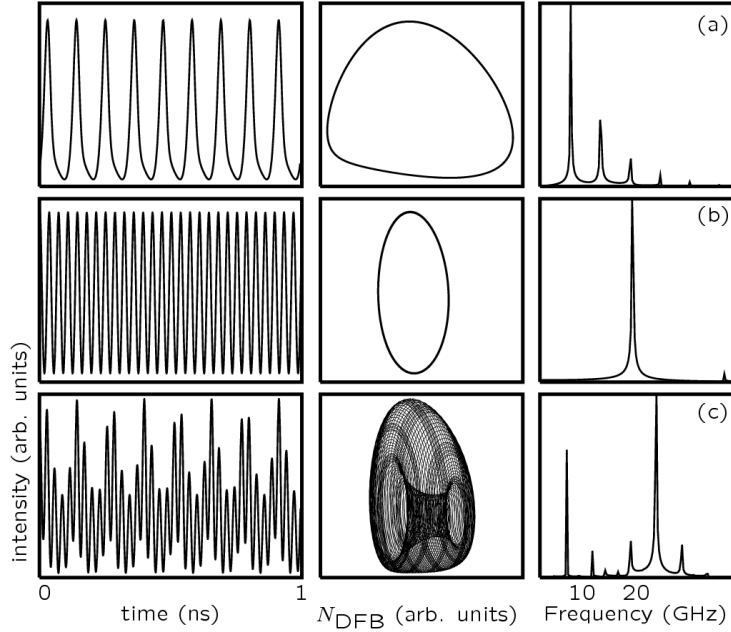 (a)
(b)
(c)
intensity (arb. units)
0 1 10 20
time (ns) NDFB (arb. units) Frequency (GHz)